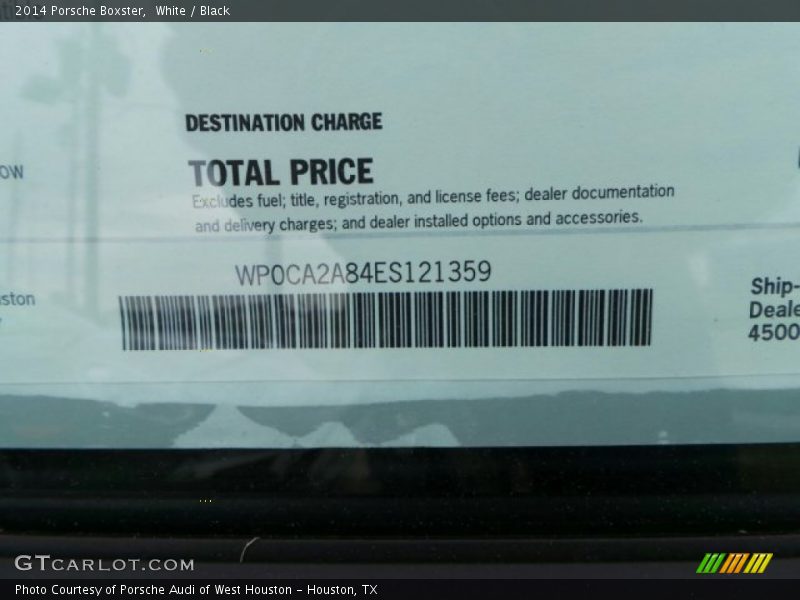 2014 Porsche Boxster,  White / Black
DESTINATION CHARGE
TOTAL PRICE
Excludes fuel; title, registration, and license fees; dealer documentation
and delivery charges; and dealer installed options and accessories.
WP0CA2A84ES121359
Ship-
Deale
4500
ow
ston
GTCARLOT.COM
Photo Courtesy of Porsche Audi of West Houston - Houston, TX